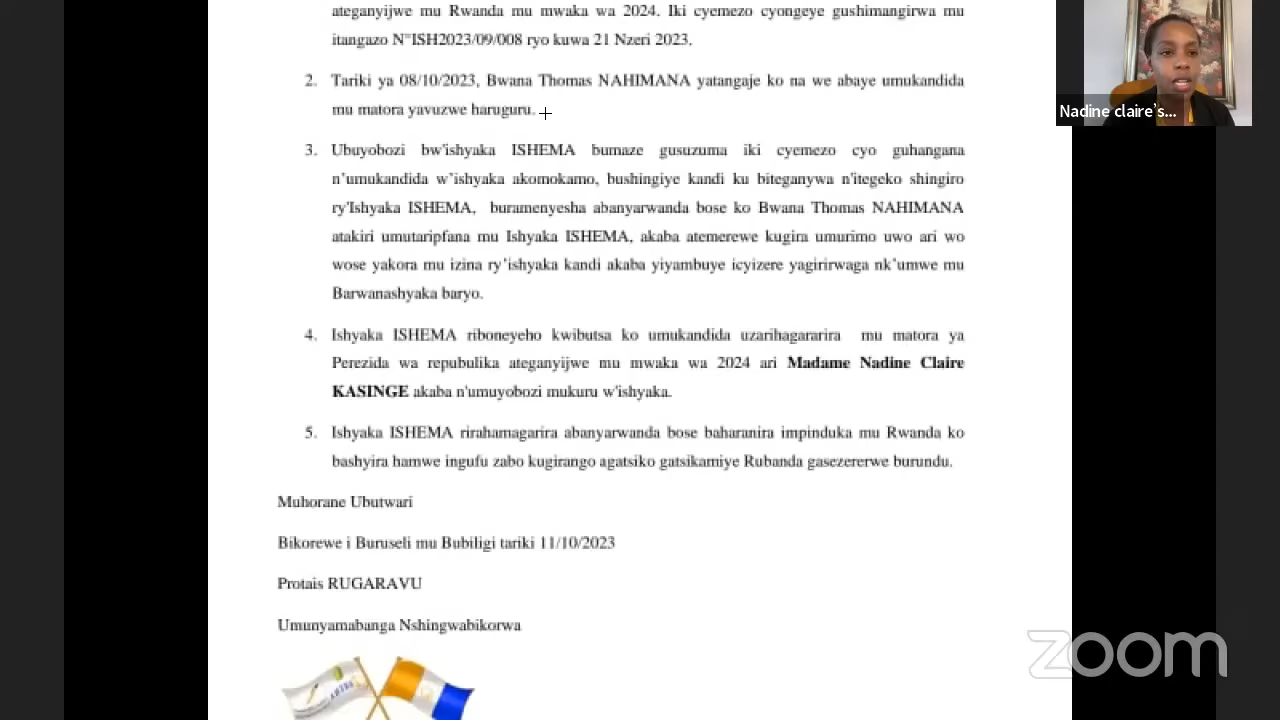 ateganyijwe mu Rwanda mu mwaka wa 2024. Iki cyemezo cyongeye gushimangirwa mu
itangazo N°ISH2023/09/008 ryo kuwa 21 Nzeri 2023.
2. Tariki ya 08/10/2023, Bwana Thomas NAHIMANA yatangaje ko na we abaye umukandida
mu matora yavuzwe haruguru.
3. Ubuyobozi bw'ishyaka ISHEMA bumaze gusuzuma iki cyemezo cyo guhangana
n'umukandida w'ishyaka akomokamo, bushingiye kandi ku biteganywa n'itegeko shingiro
ry'Ishyaka ISHEMA, buramenyesha abanyarwanda bose ko Bwana Thomas NAHIMANA
atakiri umutaripfana mu Ishyaka ISHEMA, akaba atemerewe kugira umurimo uwo ari wo
wose yakora mu izina ry'ishyaka kandi akaba yiyambuye icyizere yagirirwaga nk'umwe mu
Barwanashyaka baryo.
4. Ishyaka ISHEMA riboneyeho kwibutsa ko umukandida uzarihagararira mu matora ya
Perezida wa repubulika ateganyijwe mu mwaka wa 2024 ari Madame Nadine Claire
KASINGE akaba n'umuyobozi mukuru w'ishyaka.
5. Ishyaka ISHEMA rirahamagarira abanyarwanda bose baharanira impinduka mu Rwanda ko
bashyira hamwe ingufu zabo kugirango agatsiko gatsikamiye Rubanda gasezererwe burundu.
Muhorane Ubutwari
Bikorewe i Buruseli mu Bubiligi tariki 11/10/2023
Protais RUGARAVU
Umunyamabanga Nshingwabikorwa
Nadine claire's...
zoom